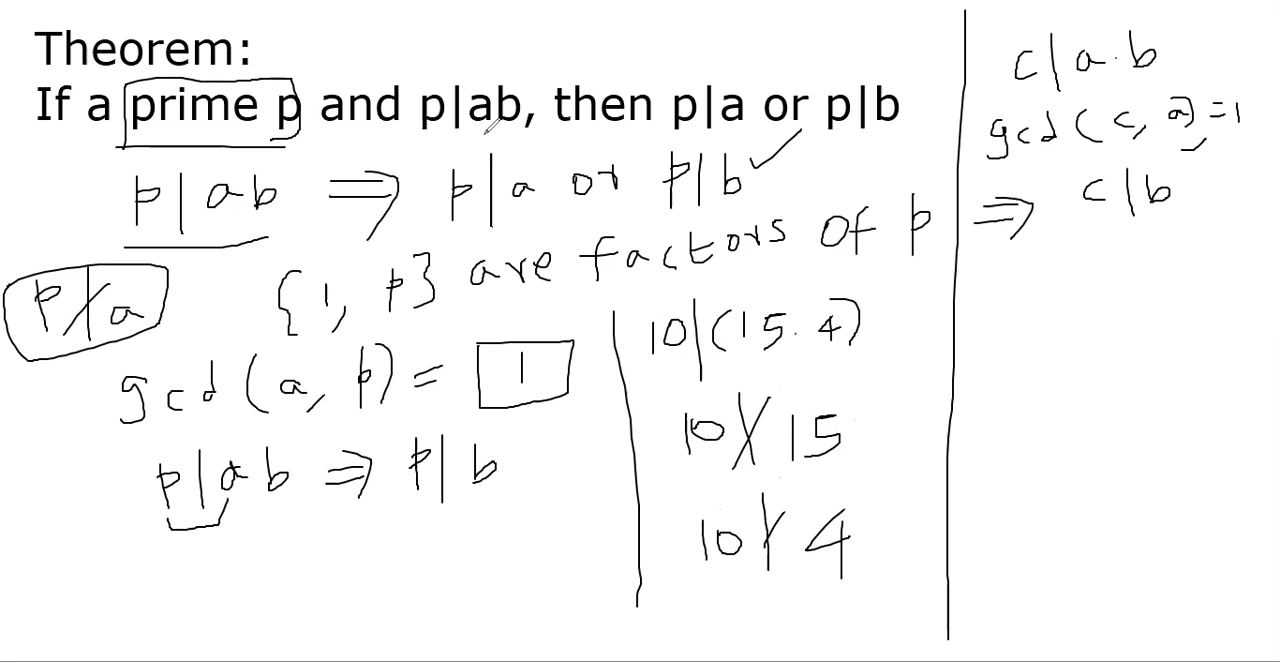 Theorem:
If a prime p and p|ab, then p|a or p|b
p|ab ⇒ p|a or p|b ✓
{1, p} are factors of p
p∤a
gcd(a, p) = 1
p|ab ⇒ p|b
10|(15·4)
10∤15
10∤4
c|a·b
gcd(c, a)=1
⇒ c|b